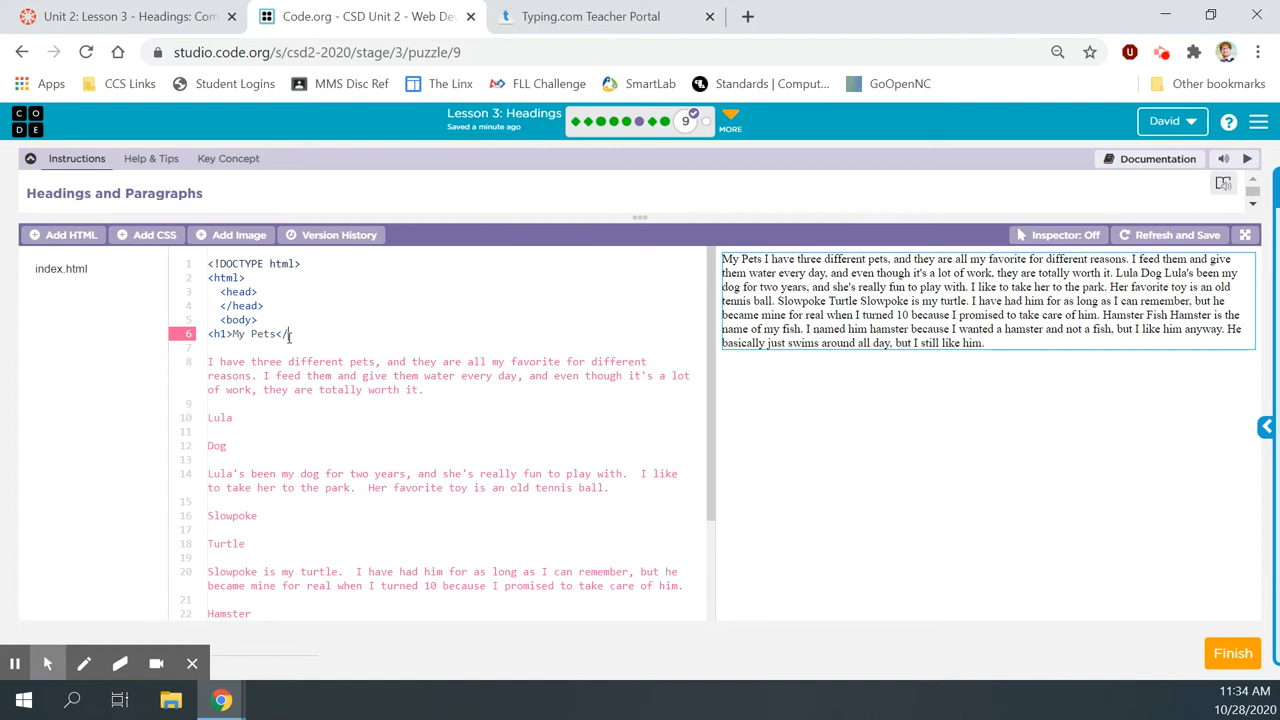 Unit 2: Lesson 3 - Headings: Com
Code.org - CSD Unit 2 - Web De
Typing.com Teacher Portal
studio.code.org/s/csd2-2020/stage/3/puzzle/9
Apps
CCS Links
Student Logins
MMS Disc Ref
The Linx
FLL Challenge
SmartLab
Standards | Comput...
GoOpenNC
Other bookmarks
CODE
Lesson 3: Headings
Saved a minute ago
9
MORE
David
Instructions
Help & Tips
Key Concept
Documentation
Headings and Paragraphs
Add HTML
Add CSS
Add Image
Version History
Inspector: Off
Refresh and Save
index.html
1 <!DOCTYPE html>
2 <html>
3 <head>
4 </head>
5 <body>
6 <h1>My Pets</
7
8 I have three different pets, and they are all my favorite for different
reasons. I feed them and give them water every day, and even though it's a lot
of work, they are totally worth it.
9
10 Lula
11
12 Dog
13
14 Lula's been my dog for two years, and she's really fun to play with.  I like
to take her to the park.  Her favorite toy is an old tennis ball.
15
16 Slowpoke
17
18 Turtle
19
20 Slowpoke is my turtle.  I have had him for as long as I can remember, but he
became mine for real when I turned 10 because I promised to take care of him.
21
22 Hamster
My Pets I have three different pets, and they are all my favorite for different reasons. I feed them and give
them water every day, and even though it's a lot of work, they are totally worth it. Lula Dog Lula's been my
dog for two years, and she's really fun to play with. I like to take her to the park. Her favorite toy is an old
tennis ball. Slowpoke Turtle Slowpoke is my turtle. I have had him for as long as I can remember, but he
became mine for real when I turned 10 because I promised to take care of him. Hamster Fish Hamster is the
name of my fish. I named him hamster because I wanted a hamster and not a fish, but I like him anyway. He
basically just swims around all day, but I still like him.
Finish
11:34 AM
10/28/2020